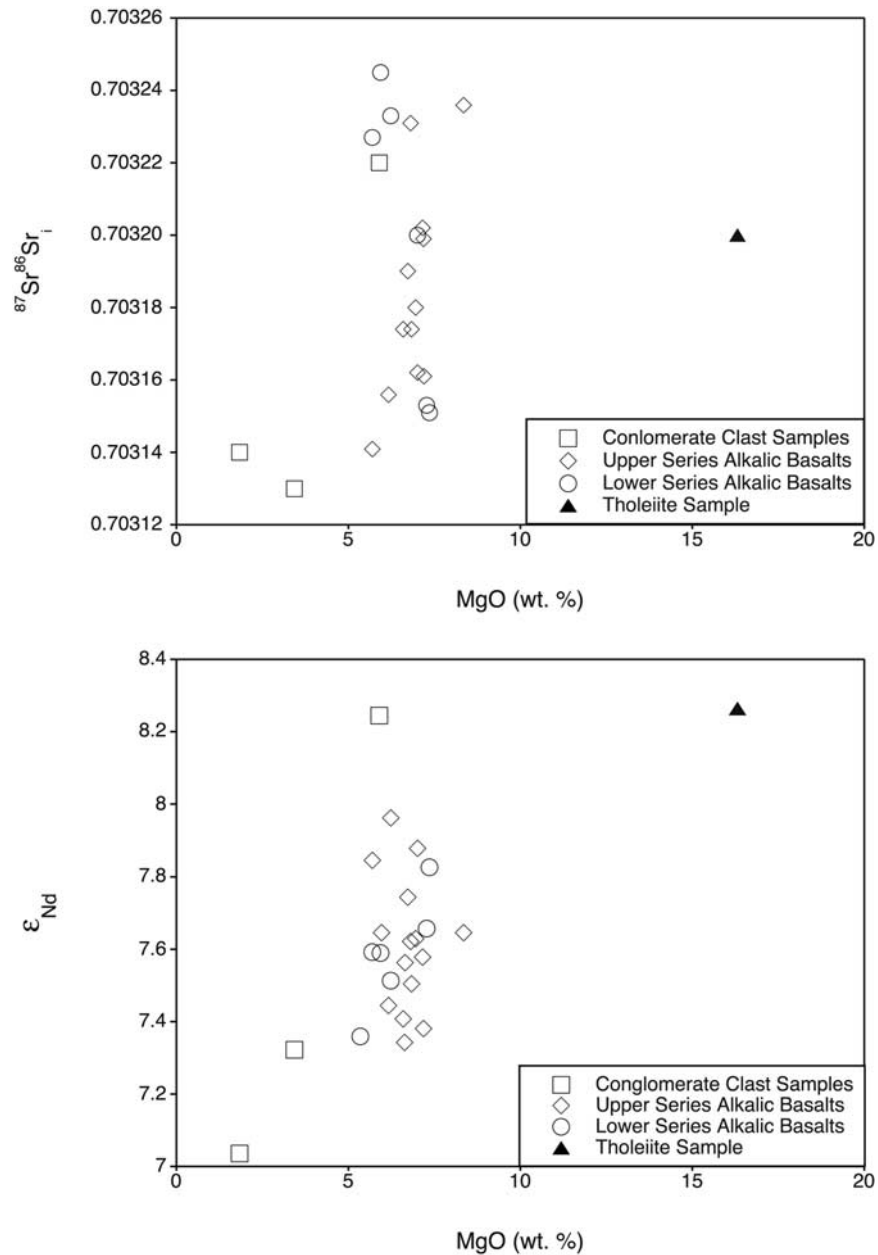 0.70326
0.70324
0.70322
0.70320
0.70318
0.70316
0.70314
0.70312
87Sr86Sri
0
5
10
15
20
MgO (wt. %)
Conlomerate Clast Samples
Upper Series Alkalic Basalts
Lower Series Alkalic Basalts
Tholeiite Sample
8.4
8.2
8
7.8
7.6
7.4
7.2
7
εNd
0
5
10
15
20
MgO (wt. %)
Conglomerate Clast Samples
Upper Series Alkalic Basalts
Lower Series Alkalic Basalts
Tholeiite Sample